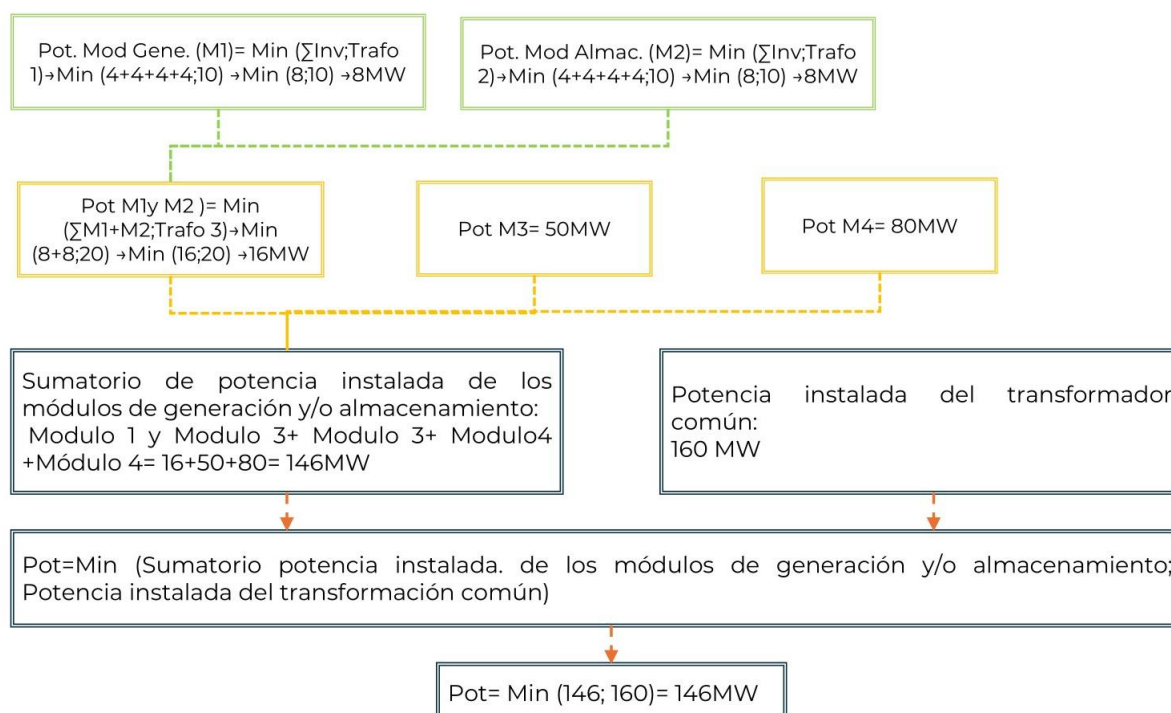 Pot. Mod Gene. (M1)= Min (∑Inv;Trafo
1)→Min (4+4+4+4;10) →Min (8;10) →8MW
Pot. Mod Almac. (M2)= Min (∑Inv;Trafo
2)→Min (4+4+4+4;10) →Min (8;10) →8MW
Pot M1y M2 )= Min
(∑M1+M2;Trafo 3)→Min
(8+8;20) →Min (16;20) →16MW
Pot M3= 50MW
Pot M4= 80MW
Sumatorio de potencia instalada de los
módulos de generación y/o almacenamiento:
Modulo 1 y Modulo 3+ Modulo 3+ Modulo4
+Módulo 4= 16+50+80= 146MW
Potencia instalada del transformador
común:
160 MW
Pot=Min (Sumatorio potencia instalada. de los módulos de generación y/o almacenamiento;
Potencia instalada del transformación común)
Pot= Min (146; 160)= 146MW